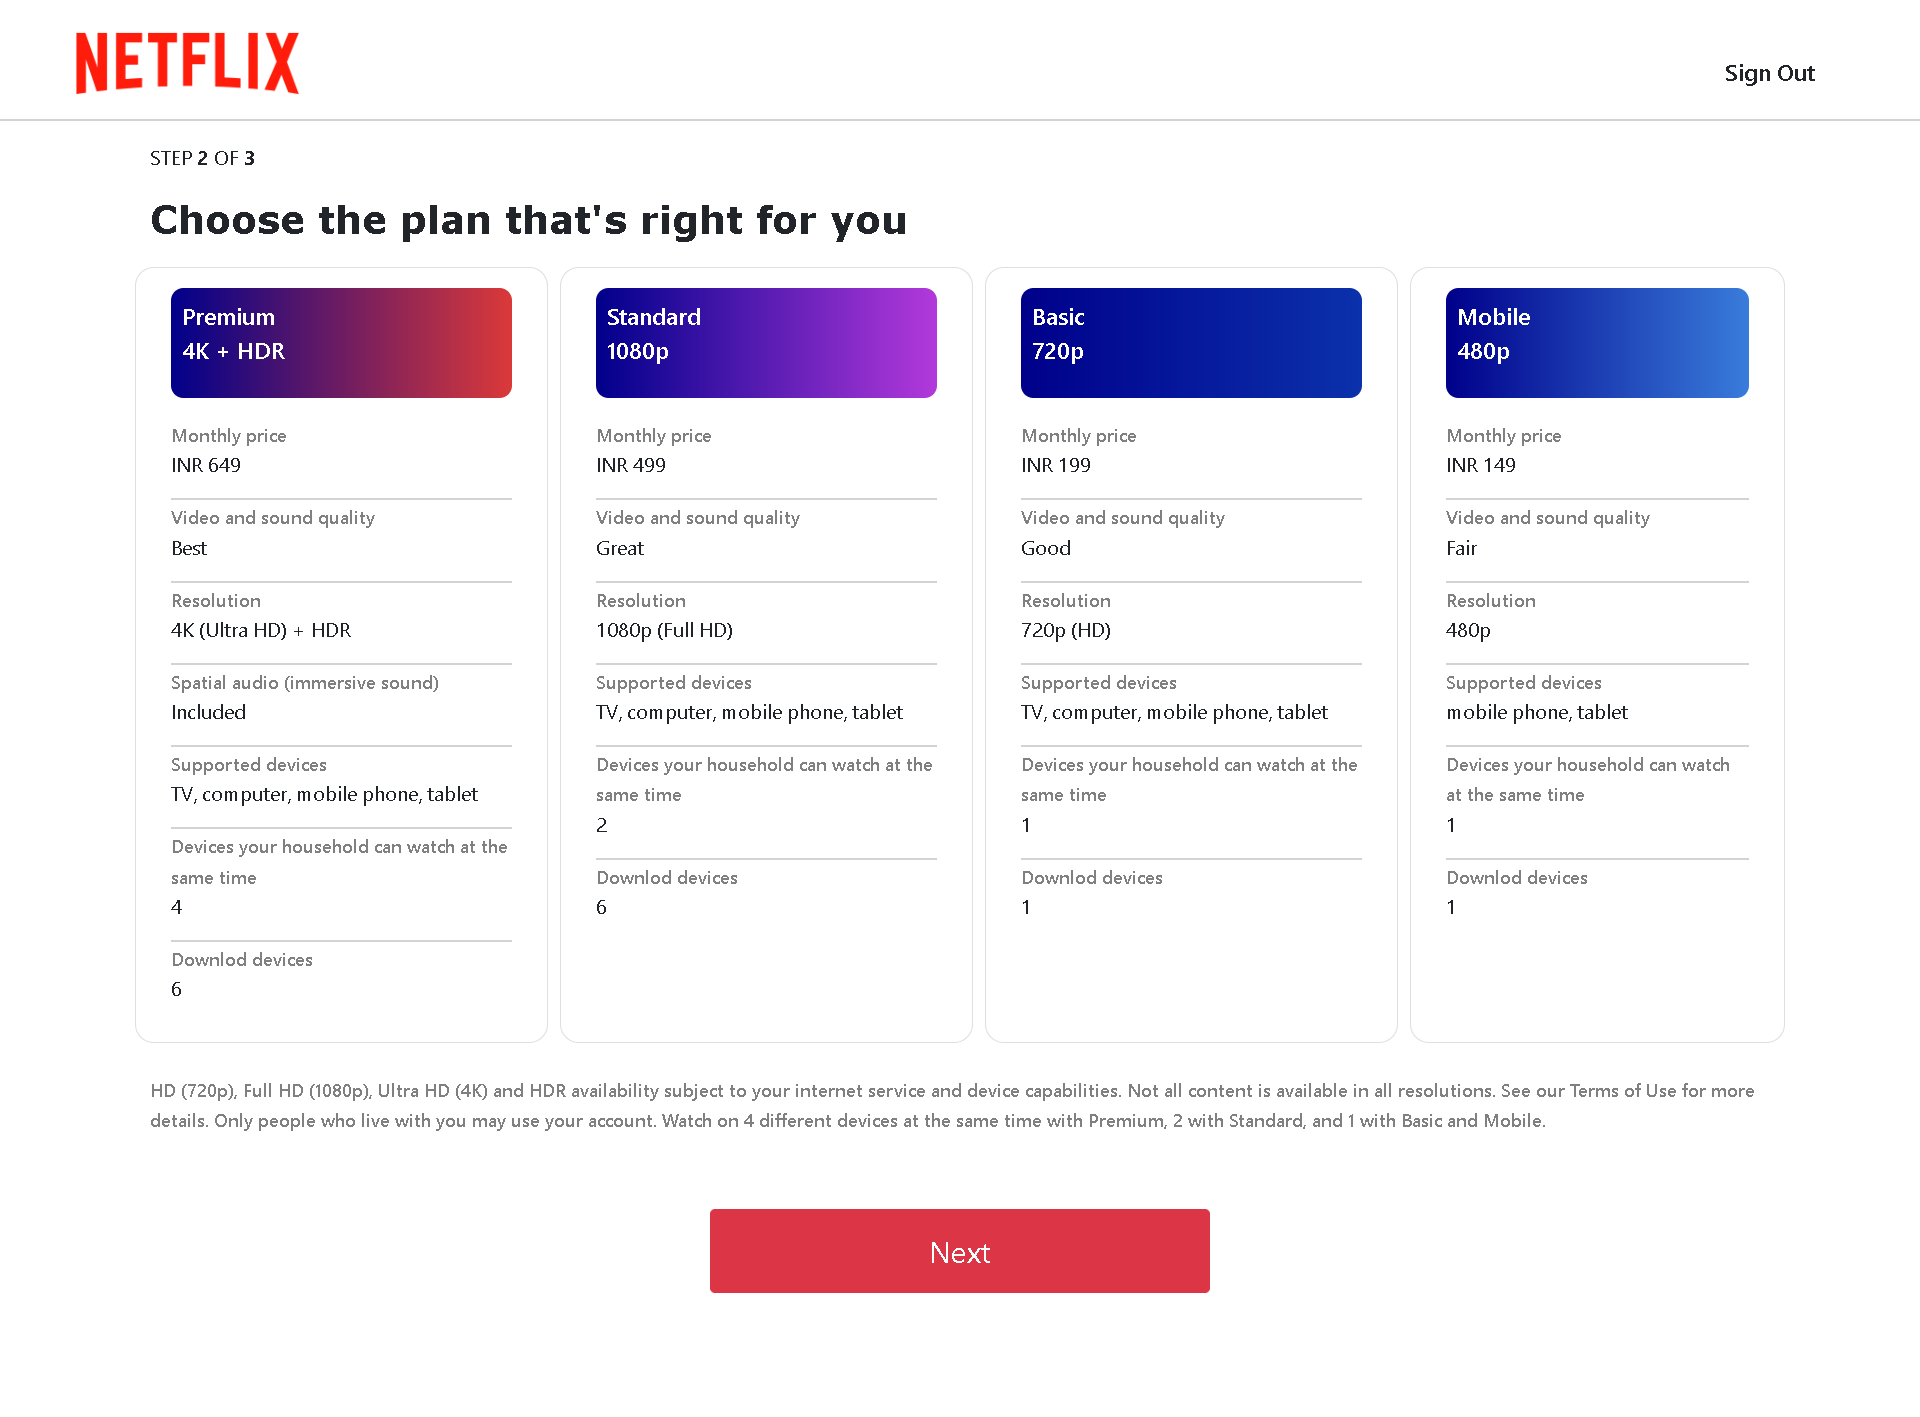 NETFLIX
Sign Out
STEP 2 OF 3
Choose the plan that's right for you
Premium
4K + HDR
Monthly price
INR 649
Video and sound quality
Best
Resolution
4K (Ultra HD) + HDR
Spatial audio (immersive sound)
Included
Supported devices
TV, computer, mobile phone, tablet
Devices your household can watch at the
same time
4
Downlod devices
6
Standard
1080p
Monthly price
INR 499
Video and sound quality
Great
Resolution
1080p (Full HD)
Supported devices
TV, computer, mobile phone, tablet
Devices your household can watch at the
same time
2
Downlod devices
6
Basic
720p
Monthly price
INR 199
Video and sound quality
Good
Resolution
720p (HD)
Supported devices
TV, computer, mobile phone, tablet
Devices your household can watch at the
same time
1
Downlod devices
1
Mobile
480p
Monthly price
INR 149
Video and sound quality
Fair
Resolution
480p
Supported devices
mobile phone, tablet
Devices your household can watch
at the same time
1
Downlod devices
1
HD (720p), Full HD (1080p), Ultra HD (4K) and HDR availability subject to your internet service and device capabilities. Not all content is available in all resolutions. See our Terms of Use for more
details. Only people who live with you may use your account. Watch on 4 different devices at the same time with Premium, 2 with Standard, and 1 with Basic and Mobile.
Next